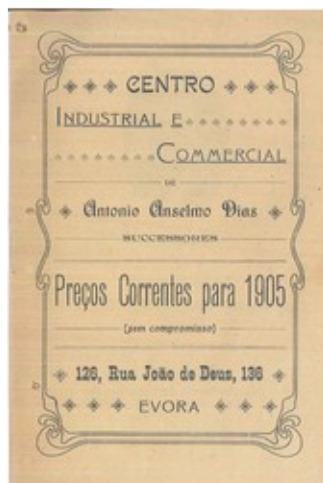 CENTRO
INDUSTRIAL E
COMMERCIAL
DE
Antonio Anselmo Dias
SUCCESSORES
Preços Correntes para 1905
(sem compromisso)
126, Rua João de Deus, 136
EVORA